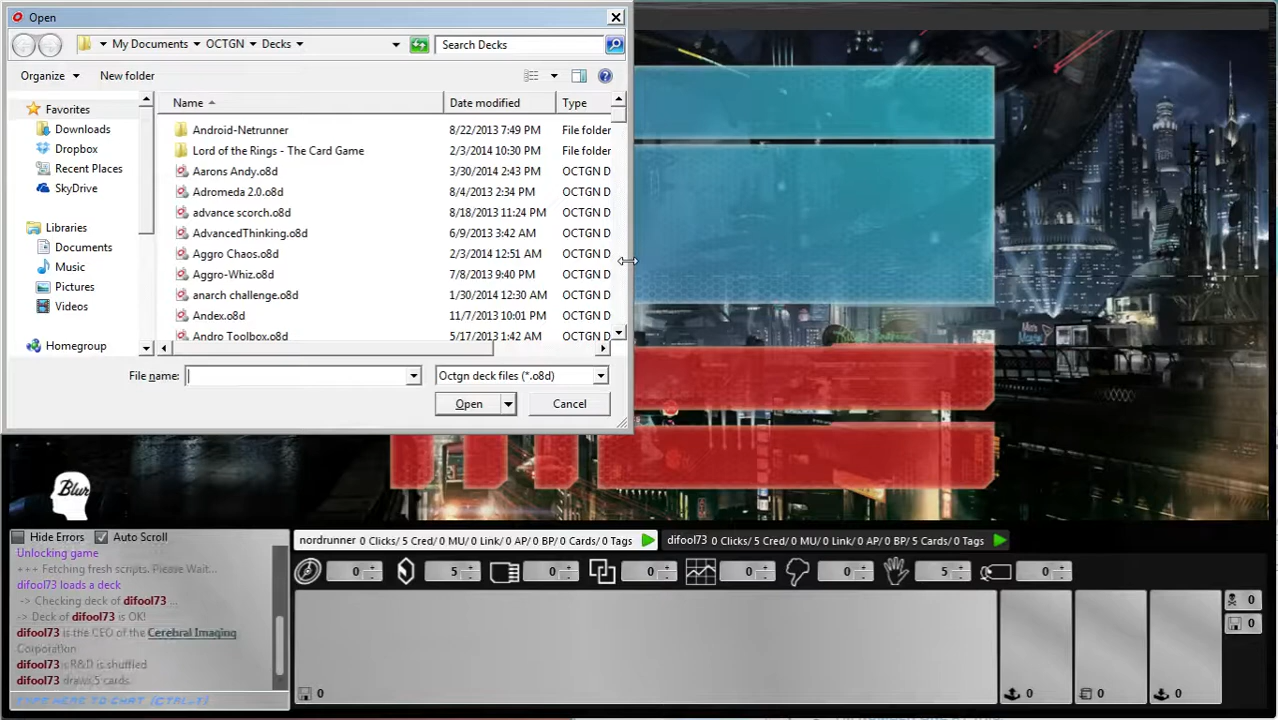 Open
My Documents OCTGN Decks Search Decks
Organize New folder
Favorites
Downloads
Dropbox
Recent Places
SkyDrive
Libraries
Documents
Music
Pictures
Videos
Homegroup
Name Date modified Type
Android-Netrunner 8/22/2013 7:49 PM File folder
Lord of the Rings - The Card Game 2/3/2014 10:30 PM File folder
Aarons Andy.o8d 3/30/2014 2:43 PM OCTGN D
Adromeda 2.0.o8d 8/4/2013 2:34 PM OCTGN D
advance scorch.o8d 8/18/2013 11:24 PM OCTGN D
AdvancedThinking.o8d 6/9/2013 3:42 AM OCTGN D
Aggro Chaos.o8d 2/3/2014 12:51 AM OCTGN D
Aggro-Whiz.o8d 7/8/2013 9:40 PM OCTGN D
anarch challenge.o8d 1/30/2014 12:30 AM OCTGN D
Andex.o8d 11/7/2013 10:01 PM OCTGN D
Andro Toolbox.o8d 5/17/2013 1:42 AM OCTGN D
File name: Octgn deck files (*.o8d)
Open Cancel
Blur
Hide Errors Auto Scroll
Unlocking game
+++ Fetching fresh scripts. Please Wait...
difool73 loads a deck
-> Checking deck of difool73 ...
-> Deck of difool73 is OK!
difool73 is the CEO of the Cerebral Imaging
Corporation
difool73's R&D is shuffled
difool73 draws 5 cards.
TYPE HERE TO CHAT (CTRL+T)
nordrunner 0 Clicks/ 5 Cred/ 0 MU/ 0 Link/ 0 AP/ 0 BP/ 0 Cards/ 0 Tags
difool73 0 Clicks/ 5 Cred/ 0 MU/ 0 Link/ 0 AP/ 0 BP/ 5 Cards/ 0 Tags
0 5 0 0 0 0 5 0
0
0
0 0 0 0